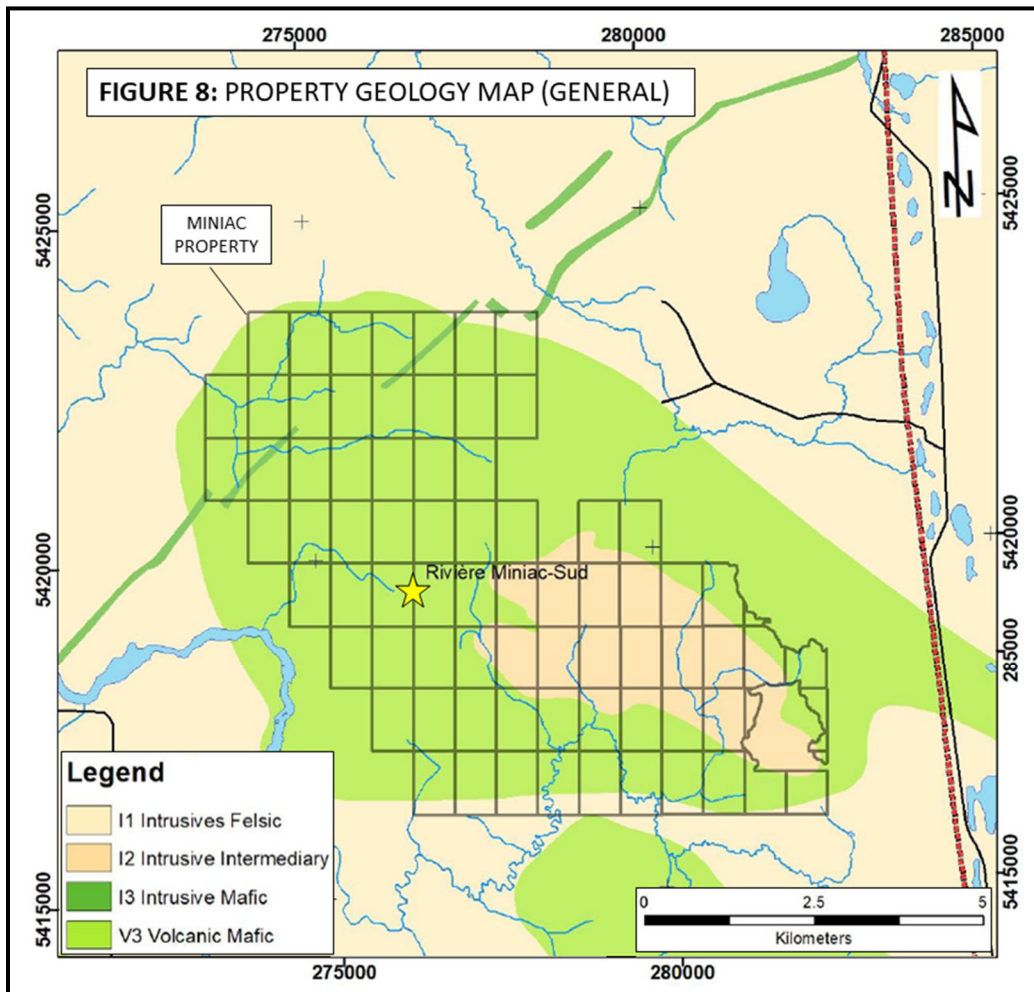 275000
280000
285000
FIGURE 8: PROPERTY GEOLOGY MAP (GENERAL)
N
5425000
5425000
MINIAC
PROPERTY
5420000
5420000
Rivière Miniac-Sud
285000
Legend
I1 Intrusives Felsic
I2 Intrusive Intermediary
I3 Intrusive Mafic
V3 Volcanic Mafic
5415000
5415000
0 2.5 5
Kilometers
275000
280000